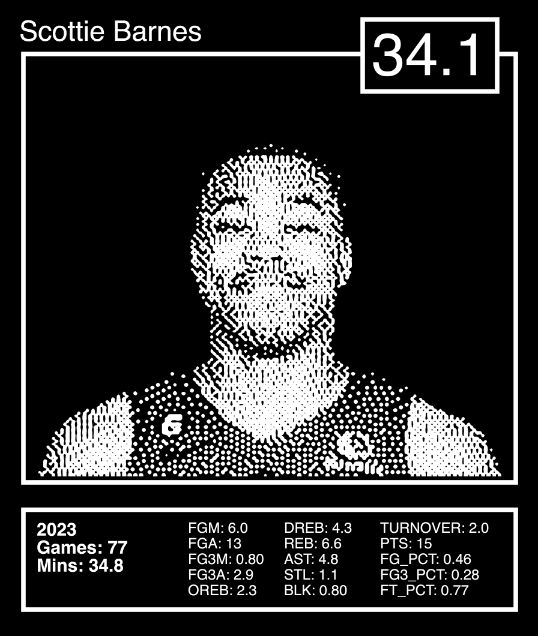 Scottie Barnes
34.1
6
2023
Games: 77
Mins: 34.8
FGM: 6.0
FGA: 13
FG3M: 0.80
FG3A: 2.9
OREB: 2.3
DREB: 4.3
REB: 6.6
AST: 4.8
STL: 1.1
BLK: 0.80
TURNOVER: 2.0
PTS: 15
FG_PCT: 0.46
FG3_PCT: 0.28
FT_PCT: 0.77